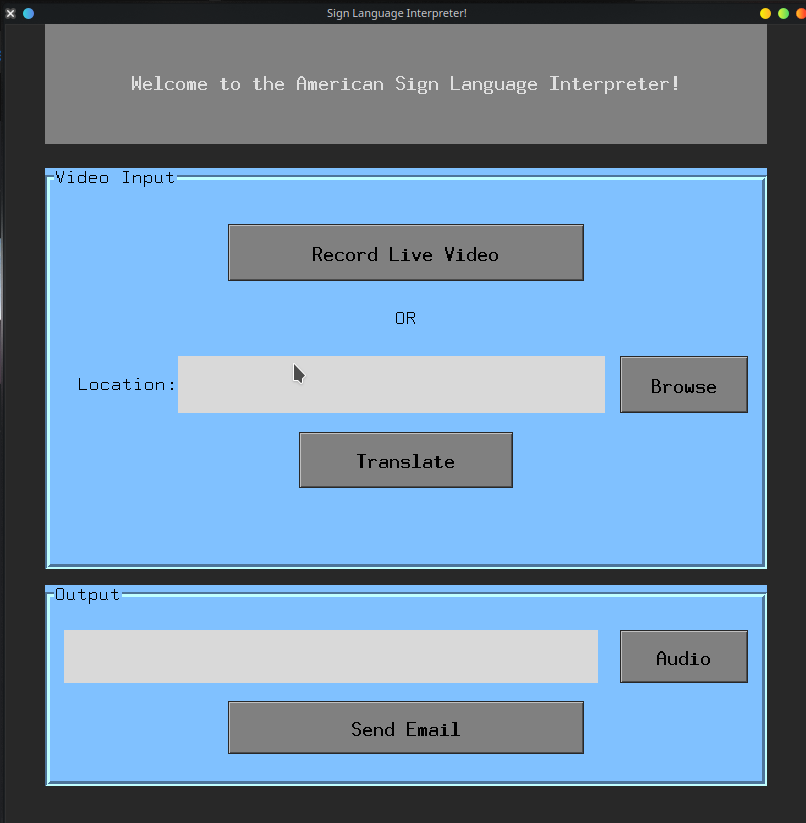 Sign Language Interpreter!
Welcome to the American Sign Language Interpreter!
Video Input
Record Live Video
OR
Location:
Browse
Translate
Output
Audio
Send Email